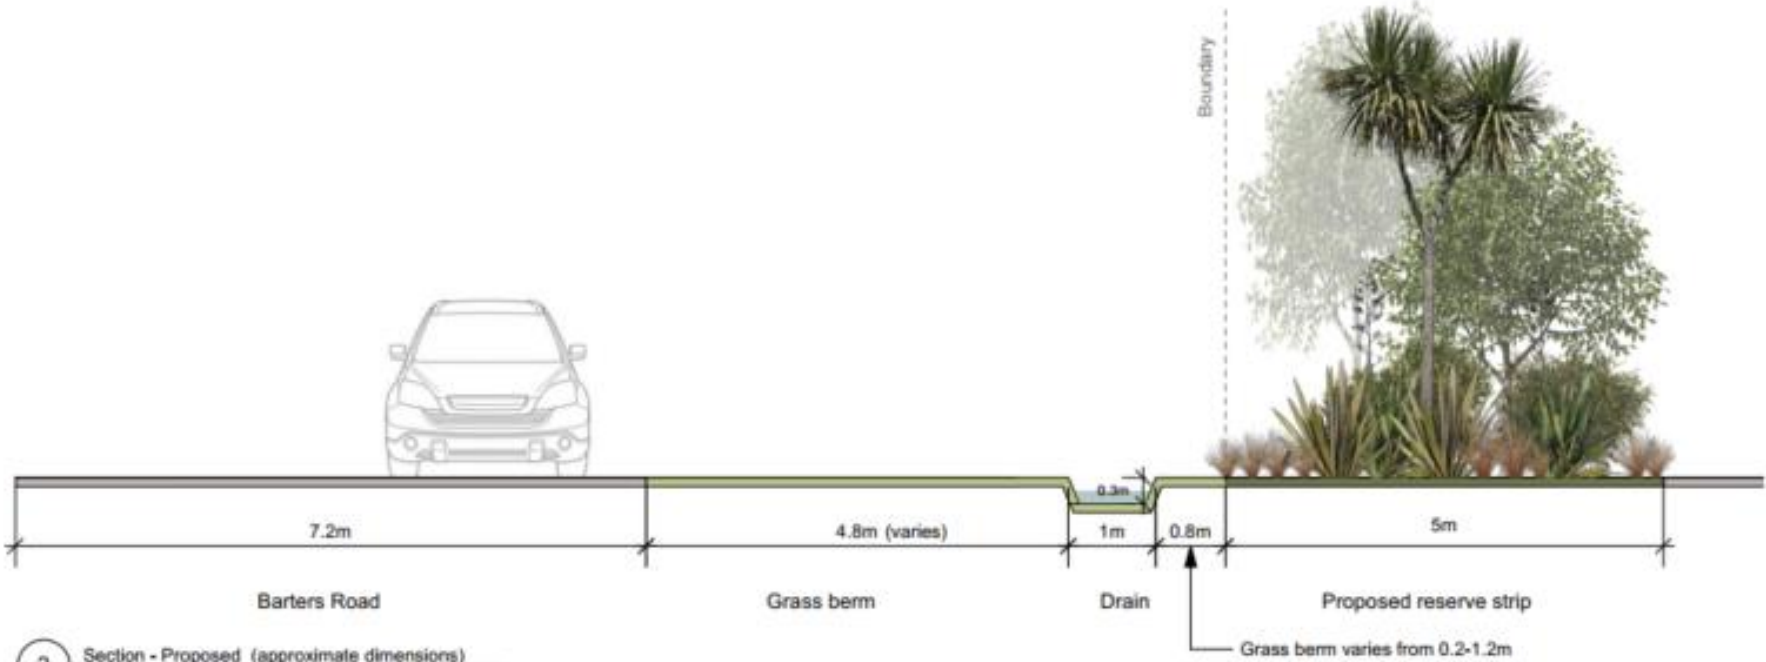 Boundary
0.3m
7.2m
4.8m (varies)
1m
0.8m
5m
Barters Road
Grass berm
Drain
Proposed reserve strip
Grass berm varies from 0.2-1.2m
Section - Proposed (approximate dimensions)